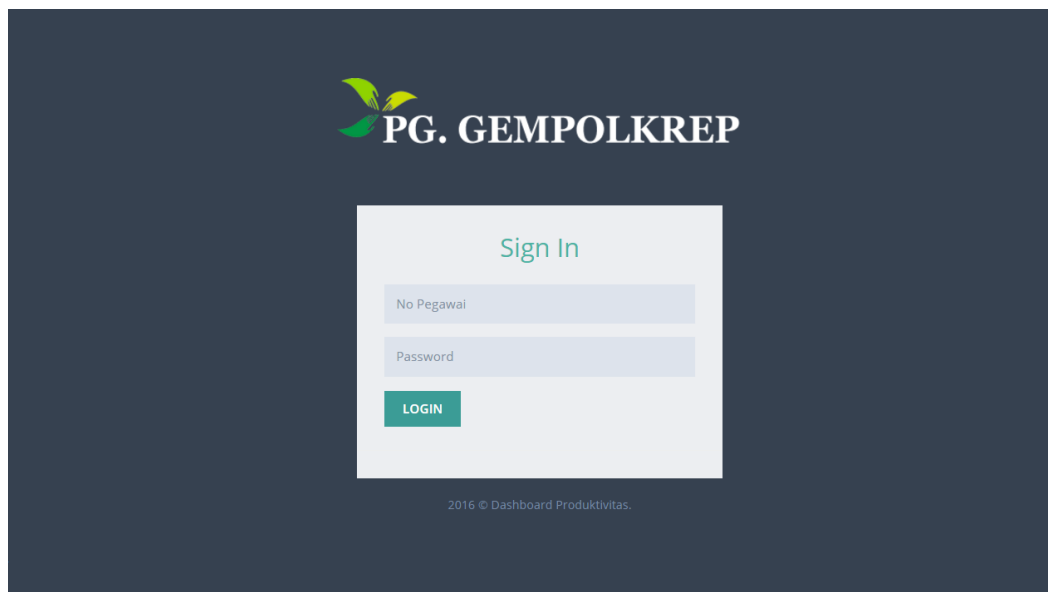 PG. GEMPOLKREP
Sign In
No Pegawai
Password
LOGIN
2016 © Dashboard Produktivitas.